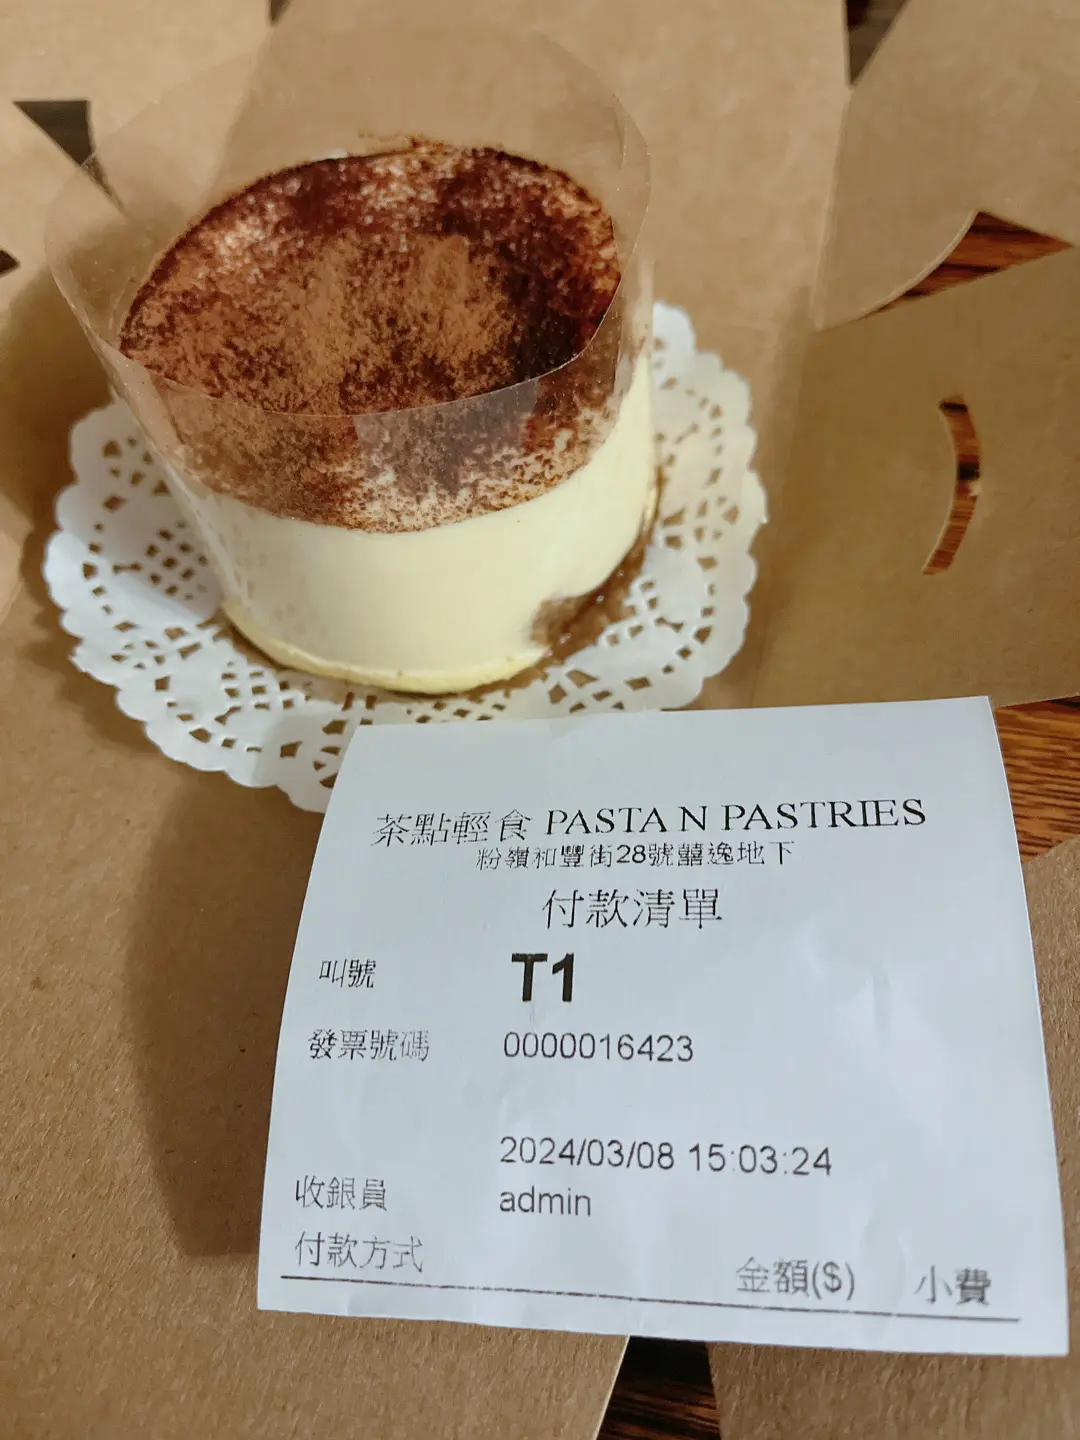 茶點輕食 PASTA N PASTRIES
粉嶺和豐街28號囍逸地下
付款清單
叫號 T1
發票號碼 0000016423
2024/03/08 15:03:24
收銀員 admin
付款方式
金額($) 小費